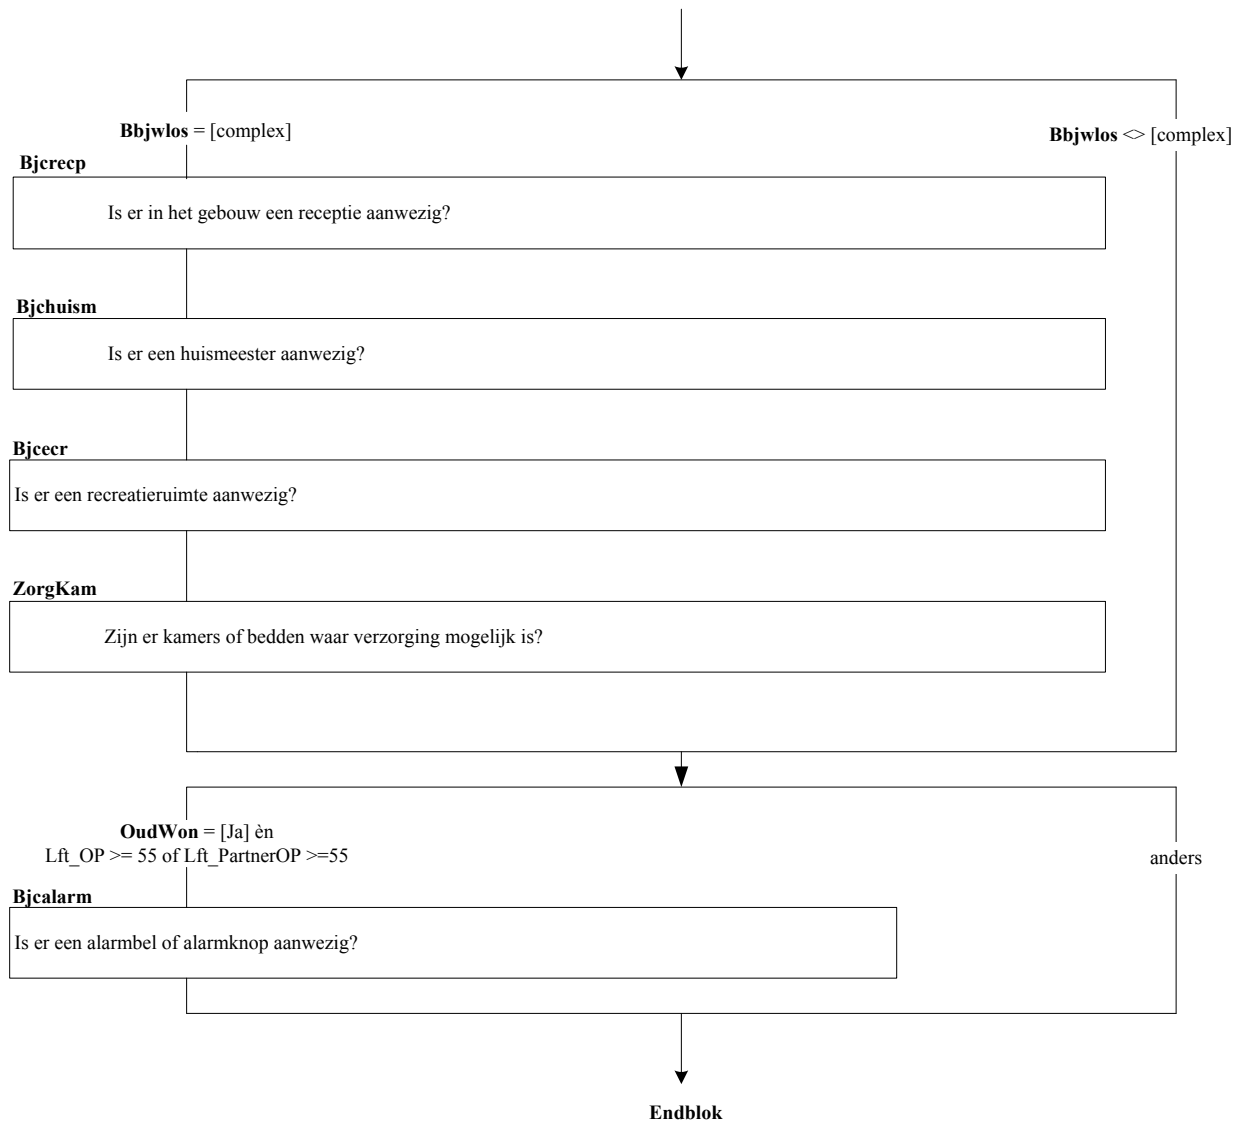 Bbjwlos = [complex]
Bbjwlos <> [complex]
Bjcrecp
Is er in het gebouw een receptie aanwezig?
Bjchuism
Is er een huismeester aanwezig?
Bjcecr
Is er een recreatieruimte aanwezig?
ZorgKam
Zijn er kamers of bedden waar verzorging mogelijk is?
OudWon = [Ja] èn
Lft_OP >= 55 of Lft_PartnerOP >=55
anders
Bjcalarm
Is er een alarmbel of alarmknop aanwezig?
Endblok